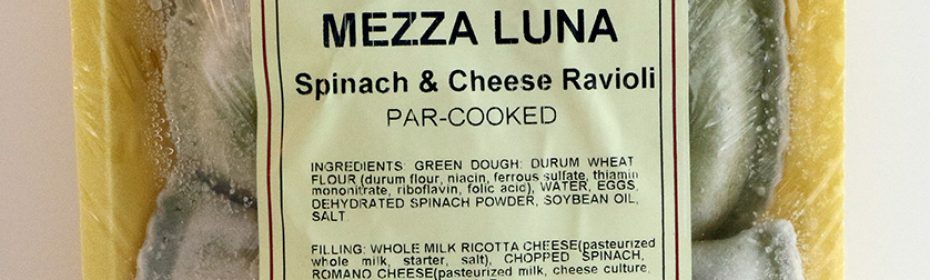 MEZZA LUNA
Spinach & Cheese Ravioli
PAR-COOKED
INGREDIENTS: GREEN DOUGH: DURUM WHEAT
FLOUR (durum flour, niacin, ferrous sulfate, thiamin
mononitrate, riboflavin, folic acid), WATER, EGGS,
DEHYDRATED SPINACH POWDER, SOYBEAN OIL,
SALT.
FILLING: WHOLE MILK RICOTTA CHEESE(pasteurized
whole milk, starter, salt), CHOPPED SPINACH,
ROMANO CHEESE(pasteurized milk, cheese culture,